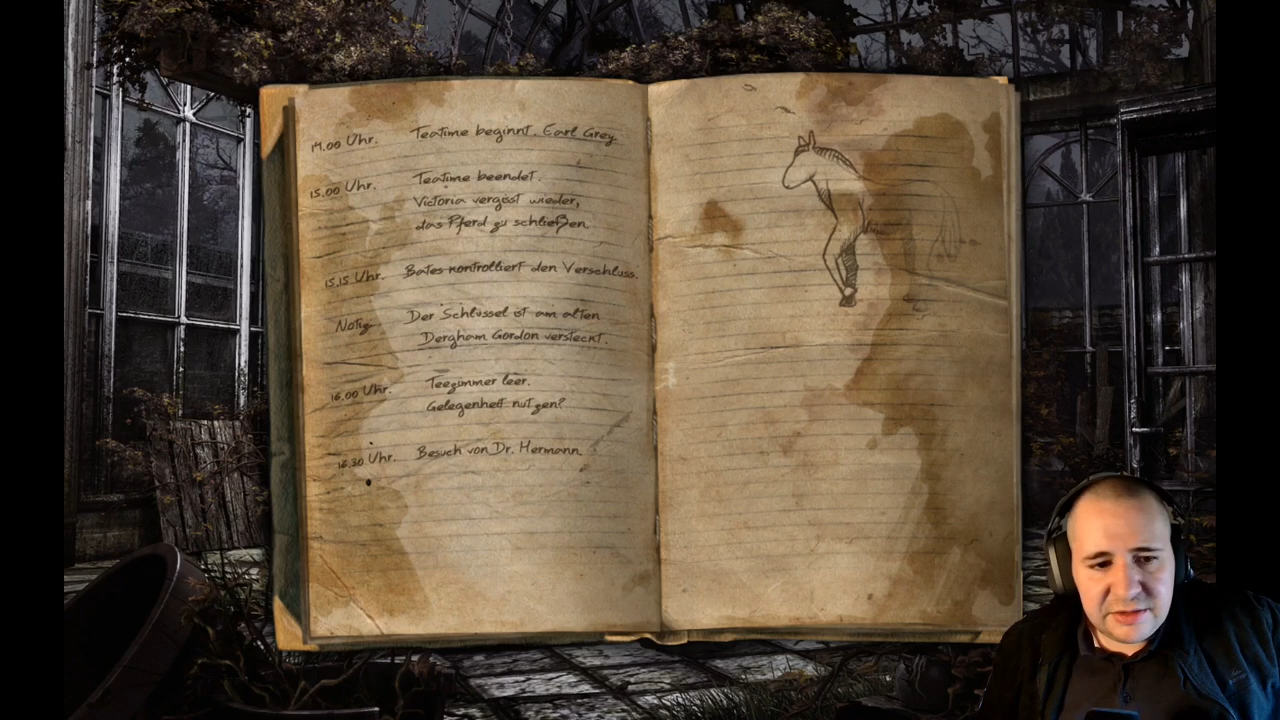 14.00 Uhr. Teatime beginnt. Earl Grey.
15.00 Uhr. Teatime beendet.
Victoria vergisst wieder,
das Pferd zu schließen.
15.15 Uhr. Bates kontrolliert den Verschluss.
Notiz Der Schlüssel ist am alten
Dergham Gordon versteckt.
16.00 Uhr. Teezimmer leer.
Gelegenheit nutzen?
16.30 Uhr. Besuch von Dr. Hermann.